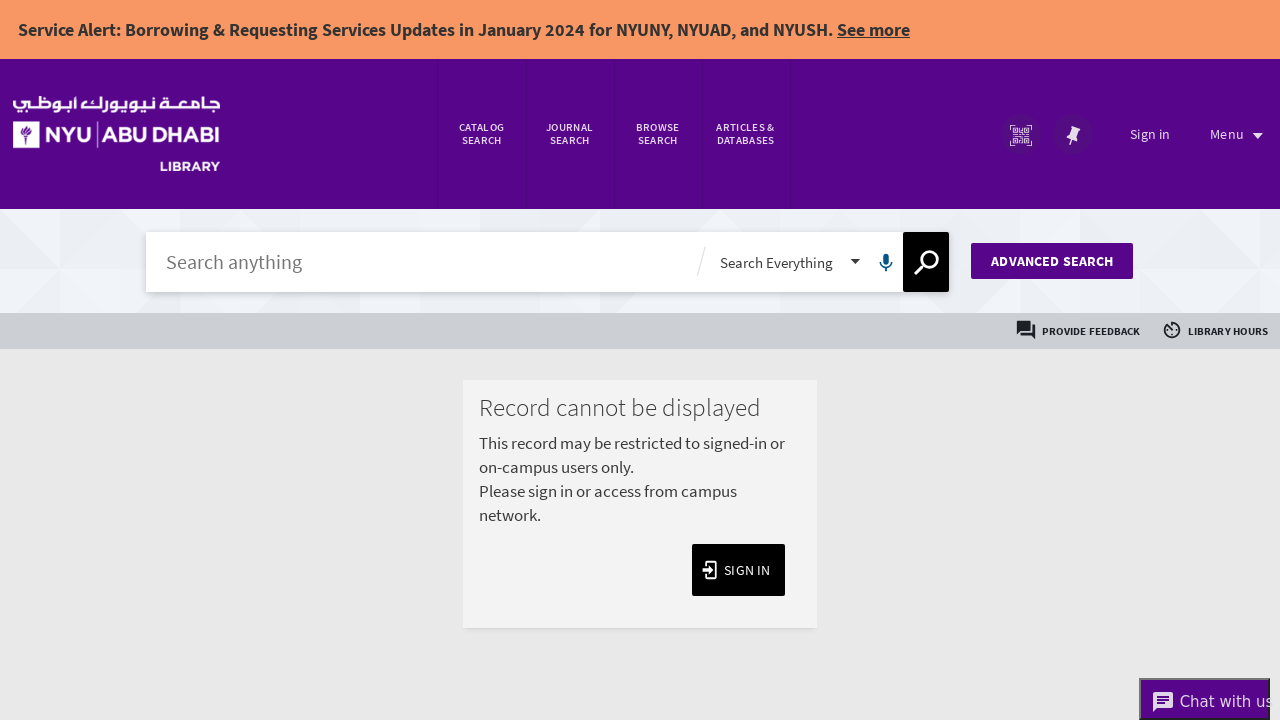 Service Alert: Borrowing & Requesting Services Updates in January 2024 for NYUNY, NYUAD, and NYUSH. See more
جامعة نيويورك أبوظبي
NYU ABU DHABI
LIBRARY
CATALOG
SEARCH
JOURNAL
SEARCH
BROWSE
SEARCH
ARTICLES &
DATABASES
Sign in
Menu
Search anything
Search Everything
ADVANCED SEARCH
PROVIDE FEEDBACK
LIBRARY HOURS
Record cannot be displayed
This record may be restricted to signed-in or
on-campus users only.
Please sign in or access from campus
network.
SIGN IN
Chat with us